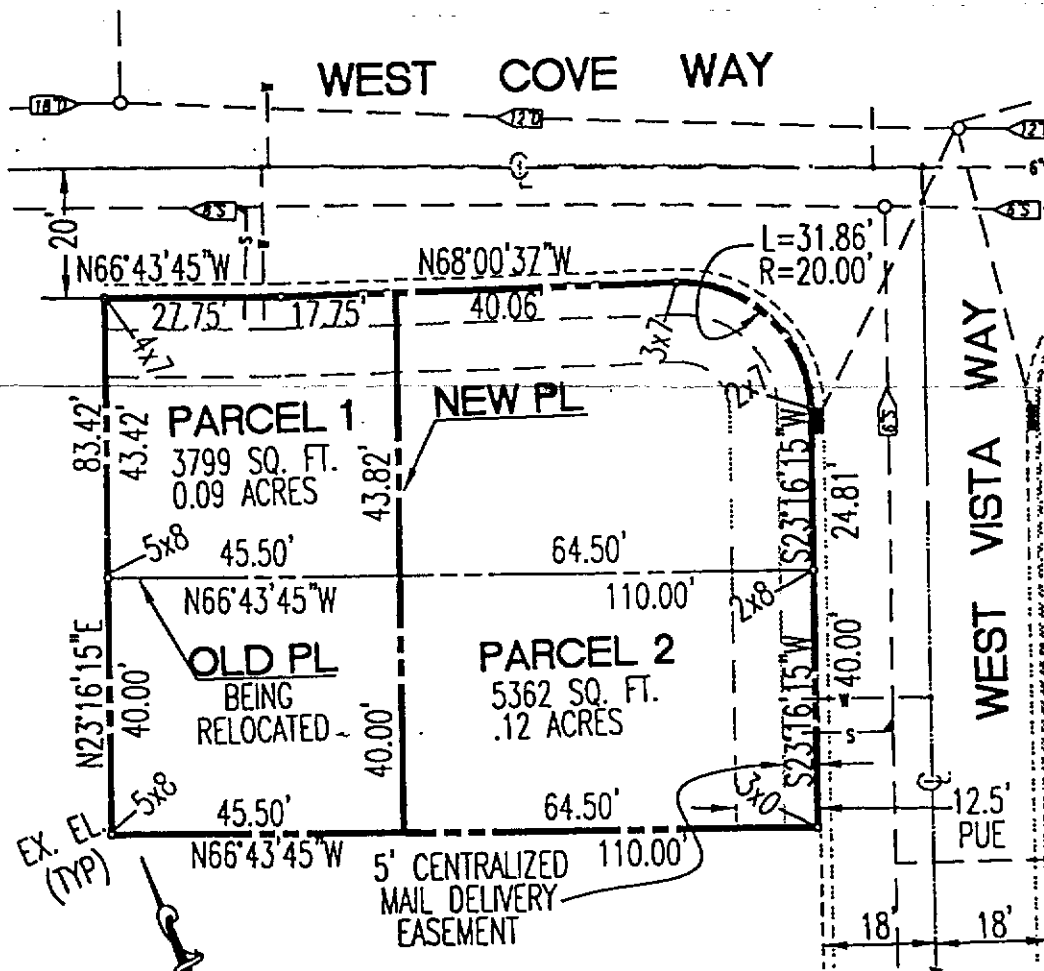 WEST COVE WAY
18"D
12"D
12"
6"
20'
8"S
6"S
S
W
N66°43'45"W
N68°00'37"W
L=31.86'
R=20.00'
27.75'
17.75'
40.06'
4x7
3x7
2x7
PARCEL 1
3799 SQ. FT.
0.09 ACRES
NEW PL
83.42'
43.42'
43.82'
S23°16'15"W
24.81'
6"S
WEST VISTA WAY
5x8
45.50'
64.50'
N66°43'45"W
110.00'
2x8
OLD PL
BEING
RELOCATED
PARCEL 2
5362 SQ. FT.
.12 ACRES
N23°16'15"E
40.00'
40.00'
S23°16'15"W
40.00'
W
S
5x8
45.50'
64.50'
3x0
12.5'
PUE
EX. EL.
(TYP)
N66°43'45"W
110.00'
5' CENTRALIZED
MAIL DELIVERY
EASEMENT
18'
18'